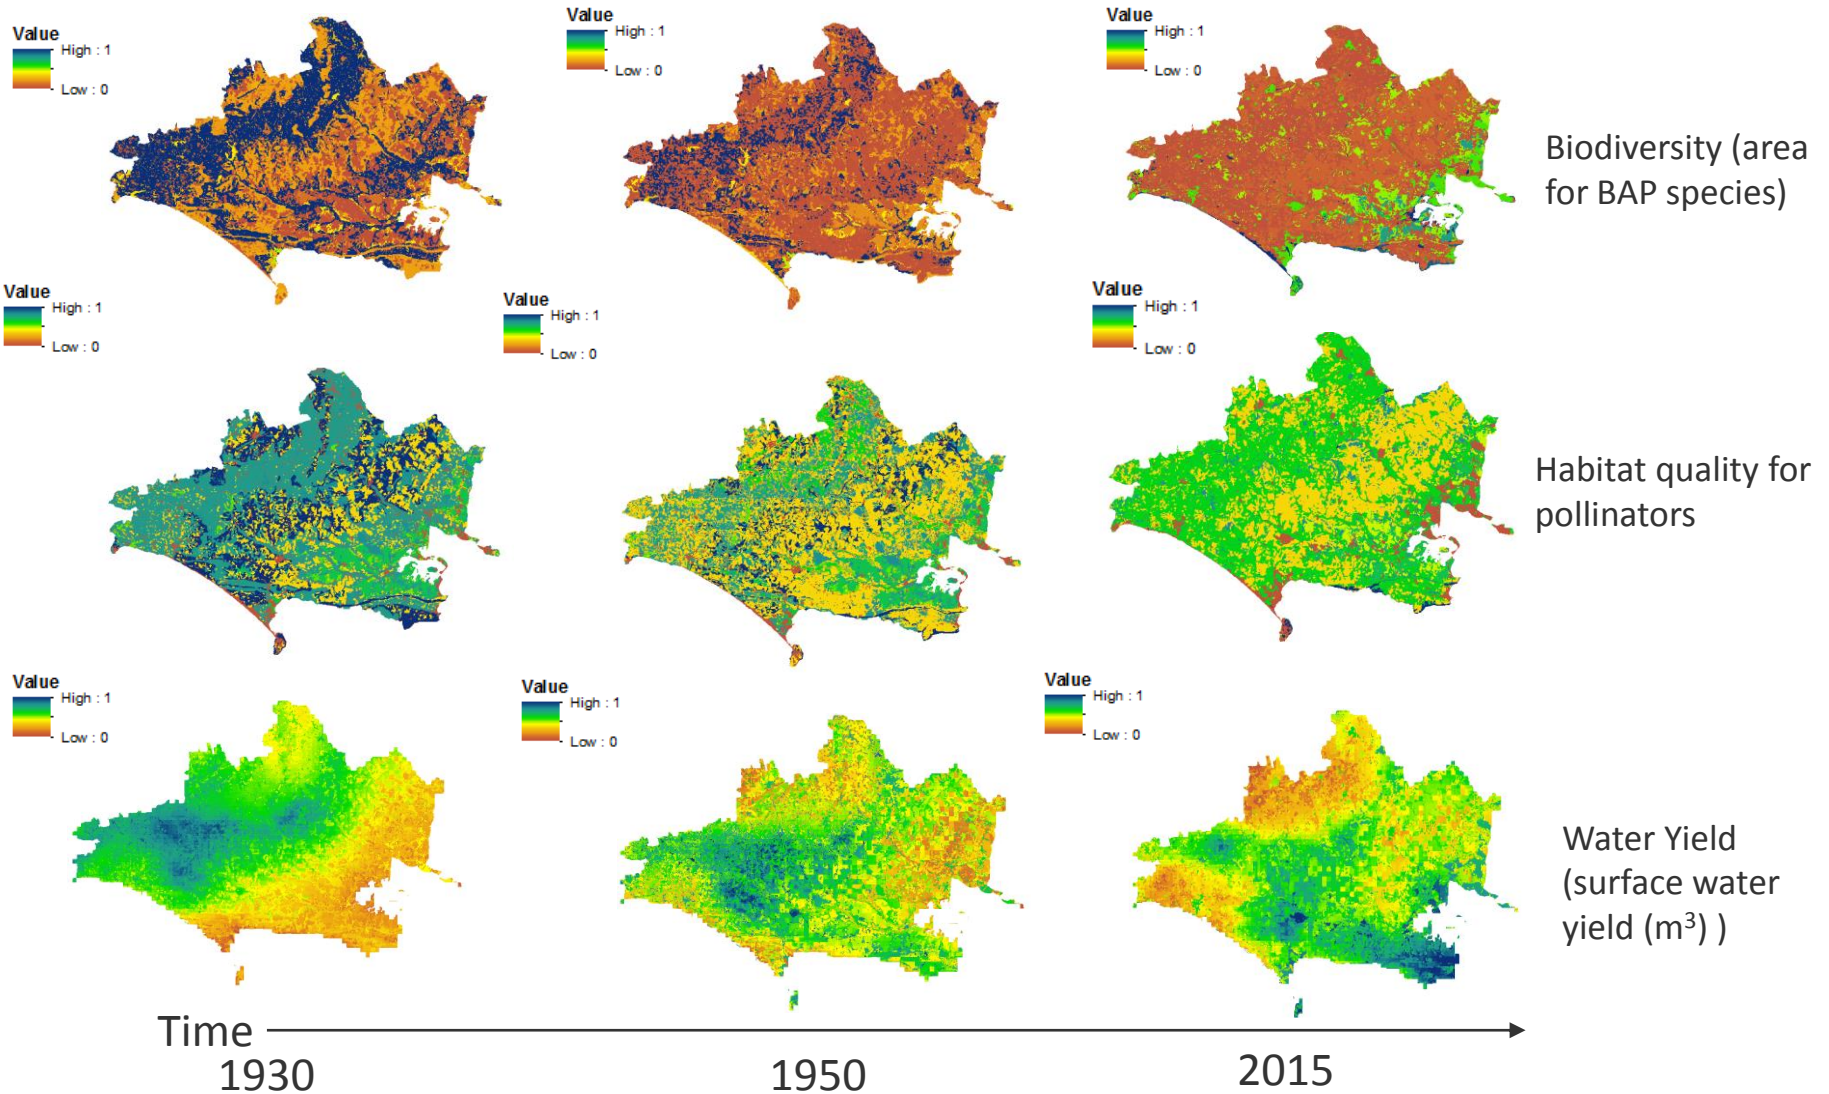 Value
High : 1
Low : 0
Value
High : 1
Low : 0
Value
High : 1
Low : 0
Biodiversity (area
for BAP species)
Value
High : 1
Low : 0
Value
High : 1
Low : 0
Value
High : 1
Low : 0
Habitat quality for
pollinators
Value
High : 1
Low : 0
Value
High : 1
Low : 0
Value
High : 1
Low : 0
Water Yield
(surface water
yield (m³) )
Time
1930
1950
2015